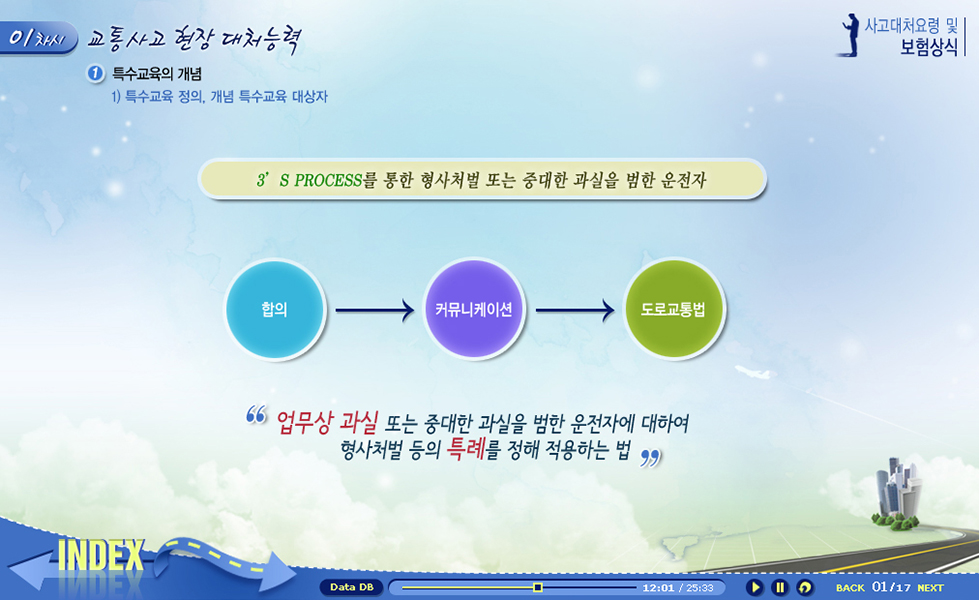 01차시
교통사고 현장 대처능력
사고대처요령 및
보험상식
1 특수교육의 개념
1) 특수교육 정의, 개념 특수교육 대상자
3’S PROCESS를 통한 형사처벌 또는 중대한 과실을 범한 운전자
합의
커뮤니케이션
도로교통법
“업무상 과실 또는 중대한 과실을 범한 운전자에 대하여
형사처벌 등의 특례를 정해 적용하는 법”
INDEX
Data DB
12:01 / 25:33
BACK 01/17 NEXT